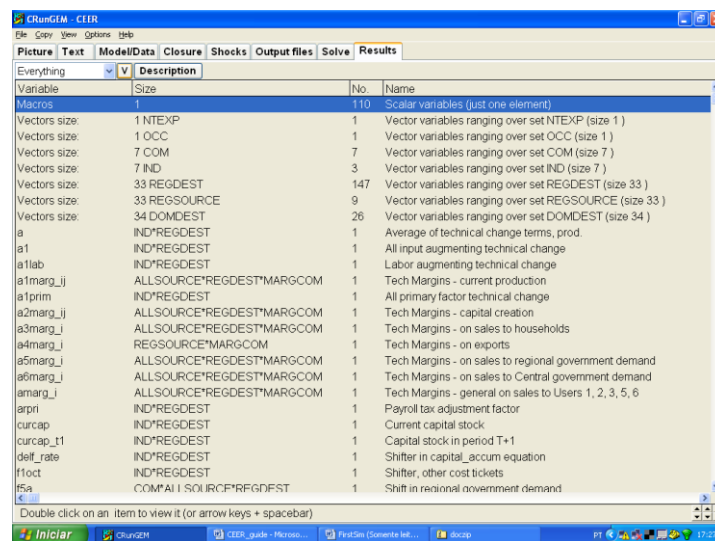 CRunGEM - CEER
File Copy View Options Help
Picture Text Model/Data Closure Shocks Output files Solve Results
Everything V Description
Variable Size No. Name
Macros 1 110 Scalar variables (just one element)
Vectors size: 1 NTEXP 1 Vector variables ranging over set NTEXP (size 1 )
Vectors size: 1 OCC 1 Vector variables ranging over set OCC (size 1 )
Vectors size: 7 COM 7 Vector variables ranging over set COM (size 7 )
Vectors size: 7 IND 3 Vector variables ranging over set IND (size 7 )
Vectors size: 33 REGDEST 147 Vector variables ranging over set REGDEST (size 33 )
Vectors size: 33 REGSOURCE 9 Vector variables ranging over set REGSOURCE (size 33 )
Vectors size: 34 DOMDEST 26 Vector variables ranging over set DOMDEST (size 34 )
a IND*REGDEST 1 Average of technical change terms, prod.
a1 IND*REGDEST 1 All input augmenting technical change
a1lab IND*REGDEST 1 Labor augmenting technical change
a1marg_ij ALLSOURCE*REGDEST*MARGCOM 1 Tech Margins - current production
a1prim IND*REGDEST 1 All primary factor technical change
a2marg_ij ALLSOURCE*REGDEST*MARGCOM 1 Tech Margins - capital creation
a3marg_i ALLSOURCE*REGDEST*MARGCOM 1 Tech Margins - on sales to households
a4marg_i REGSOURCE*MARGCOM 1 Tech Margins - on exports
a5marg_i ALLSOURCE*REGDEST*MARGCOM 1 Tech Margins - on sales to regional government demand
a6marg_i ALLSOURCE*REGDEST*MARGCOM 1 Tech Margins - on sales to Central government demand
amarg_i ALLSOURCE*REGDEST*MARGCOM 1 Tech Margins - general on sales to Users 1, 2, 3, 5, 6
arpri IND*REGDEST 1 Payroll tax adjustment factor
curcap IND*REGDEST 1 Current capital stock
curcap_t1 IND*REGDEST 1 Capital stock in period T+1
delf_rate IND*REGDEST 1 Shifter in capital_accum equation
f1oct IND*REGDEST 1 Shifter, other cost tickets
f5a COM*ALLSOURCE*REGDEST 1 Shift in regional government demand
Double click on an item to view it (or arrow keys + spacebar)
Iniciar CRunGEM CEER_guide - Microso... FirstSim (Somente leit... doczip PT 17:27